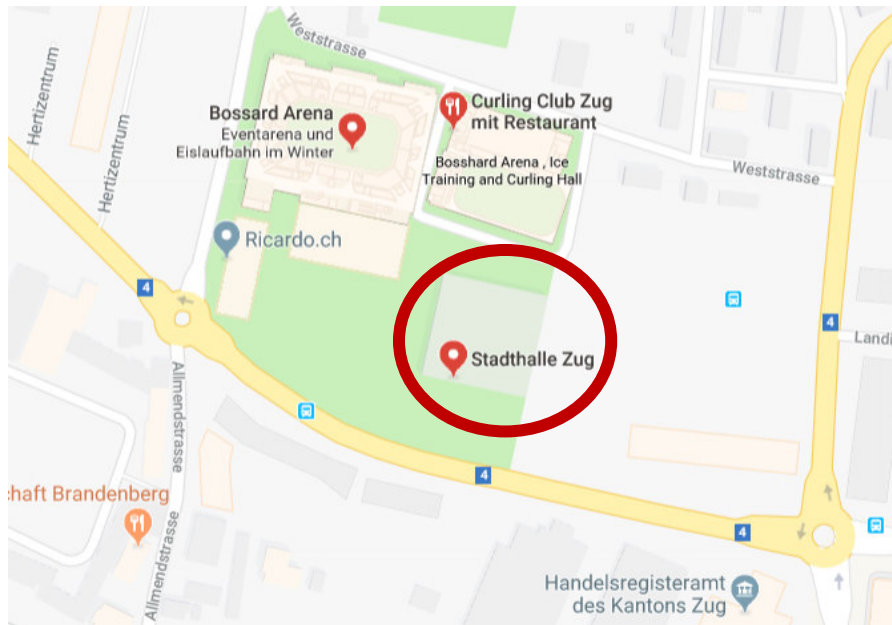 Weststrasse
Hertizentrum
Hertizentrum
Bossard Arena
Eventarena und
Eislaufbahn im Winter
Curling Club Zug
mit Restaurant
Bosshard Arena , Ice
Training and Curling Hall
Weststrasse
Ricardo.ch
4
4
Landi
Stadthalle Zug
Allmendstrasse
4
haft Brandenberg
4
Allmendstrasse
Handelsregisteramt
des Kantons Zug